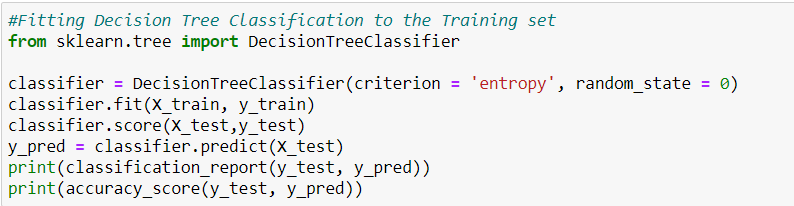 #Fitting Decision Tree Classification to the Training set
from sklearn.tree import DecisionTreeClassifier
classifier = DecisionTreeClassifier(criterion = 'entropy', random_state = 0)
classifier.fit(X_train, y_train)
classifier.score(X_test,y_test)
y_pred = classifier.predict(X_test)
print(classification_report(y_test, y_pred))
print(accuracy_score(y_test, y_pred))